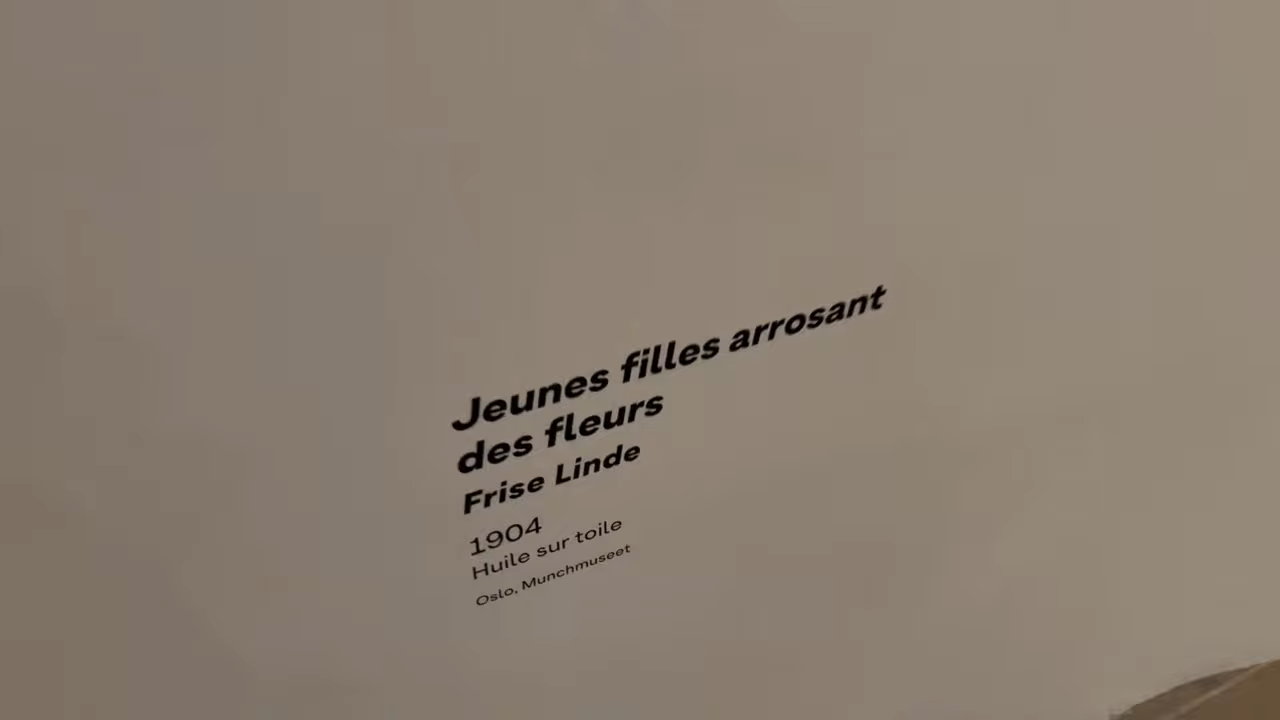 Jeunes filles arrosant
des fleurs
Frise Linde
1904
Huile sur toile
Oslo, Munchmuseet